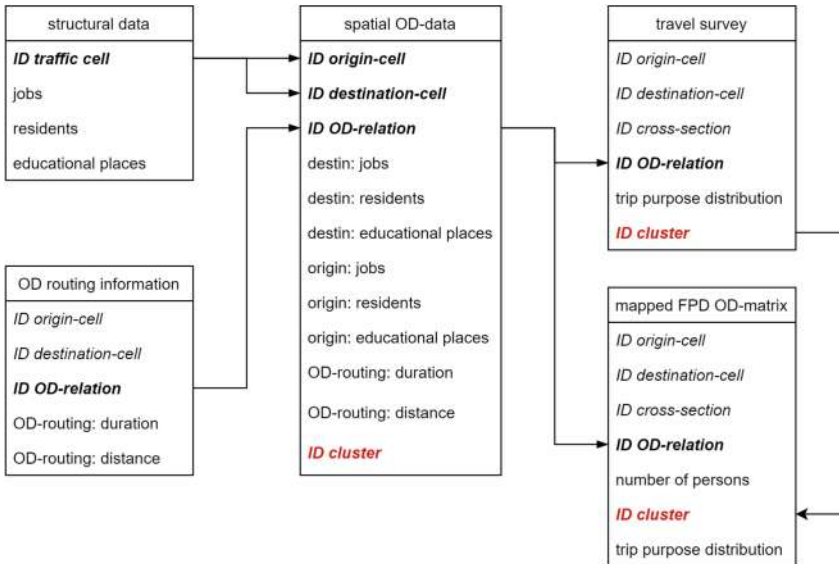 structural data
ID traffic cell
jobs
residents
educational places
OD routing information
ID origin-cell
ID destination-cell
ID OD-relation
OD-routing: duration
OD-routing: distance
spatial OD-data
ID origin-cell
ID destination-cell
ID OD-relation
destin: jobs
destin: residents
destin: educational places
origin: jobs
origin: residents
origin: educational places
OD-routing: duration
OD-routing: distance
ID cluster
travel survey
ID origin-cell
ID destination-cell
ID cross-section
ID OD-relation
trip purpose distribution
ID cluster
mapped FPD OD-matrix
ID origin-cell
ID destination-cell
ID cross-section
ID OD-relation
number of persons
ID cluster
trip purpose distribution